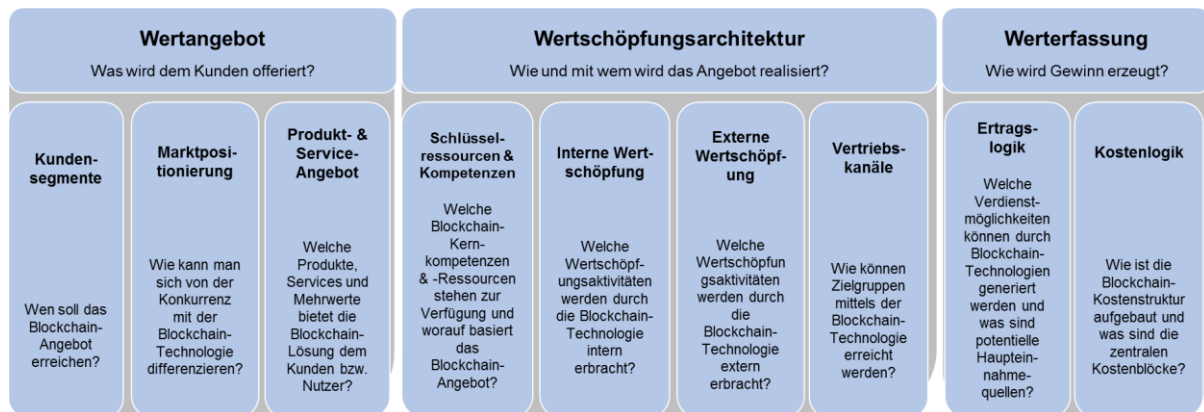 Wertangebot
Was wird dem Kunden offeriert?
Wertschöpfungsarchitektur
Wie und mit wem wird das Angebot realisiert?
Werterfassung
Wie wird Gewinn erzeugt?
Kunden-
segmente
Wen soll das
Blockchain-
Angebot
erreichen?
Marktposi-
tionierung
Wie kann man
sich von der
Konkurrenz
mit der
Blockchain-
Technologie
differenzieren?
Produkt- &
Service-
Angebot
Welche
Produkte,
Services und
Mehrwerte
bietet die
Blockchain-
Lösung dem
Kunden bzw.
Nutzer?
Schlüssel-
ressourcen &
Kompetenzen
Welche
Blockchain-
Kern-
kompetenzen
& -Ressourcen
stehen zur
Verfügung und
worauf basiert
das
Blockchain-
Angebot?
Interne Wert-
schöpfung
Welche
Wertschöpf-
ungsaktivitäten
werden durch
die Blockchain-
Technologie
intern
erbracht?
Externe
Wertschöpf-
ung
Welche
Wertschöpfun
gsaktivitäten
werden durch
die
Blockchain-
Technologie
extern
erbracht?
Vertriebs-
kanäle
Wie können
Zielgruppen
mittels der
Blockchain-
Technologie
erreicht
werden?
Ertrags-
logik
Welche
Verdienst-
möglichkeiten
können durch
Blockchain-
Technologien
generiert
werden und
was sind
potentielle
Hauptein-
nahme-
quellen?
Kostenlogik
Wie ist die
Blockchain-
Kostenstruktur
aufgebaut und
was sind die
zentralen
Kostenblöcke?